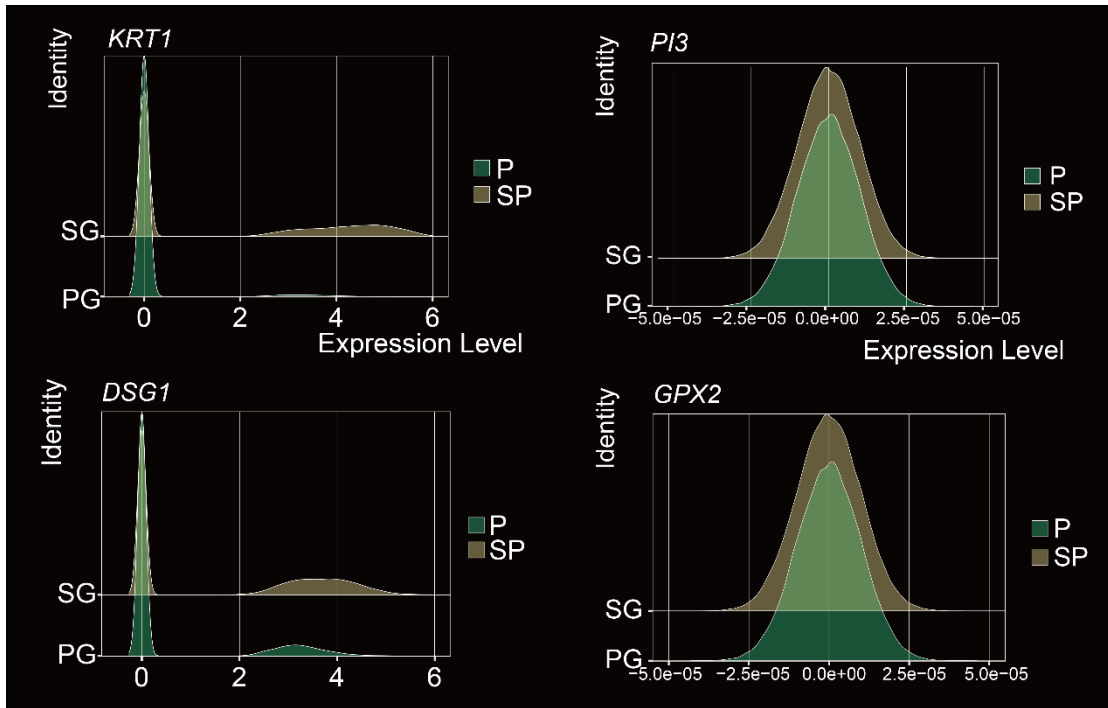 KRT1
Identity
SG
PG
0 2 4 6
Expression Level
P
SP
PI3
Identity
SG
PG
−5.0e−05 −2.5e−05 0.0e+00 2.5e−05 5.0e−05
Expression Level
P
SP
DSG1
Identity
SG
PG
0 2 4 6
P
SP
GPX2
Identity
SG
PG
−5.0e−05 −2.5e−05 0.0e+00 2.5e−05 5.0e−05
P
SP